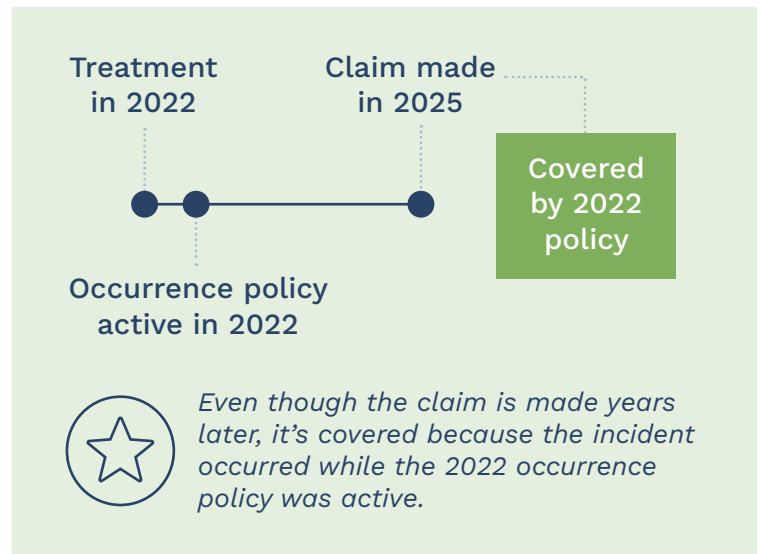 Treatment
in 2022
Claim made
in 2025
Covered
by 2022
policy
Occurrence policy
active in 2022
Even though the claim is made years
later, it’s covered because the incident
occurred while the 2022 occurrence
policy was active.